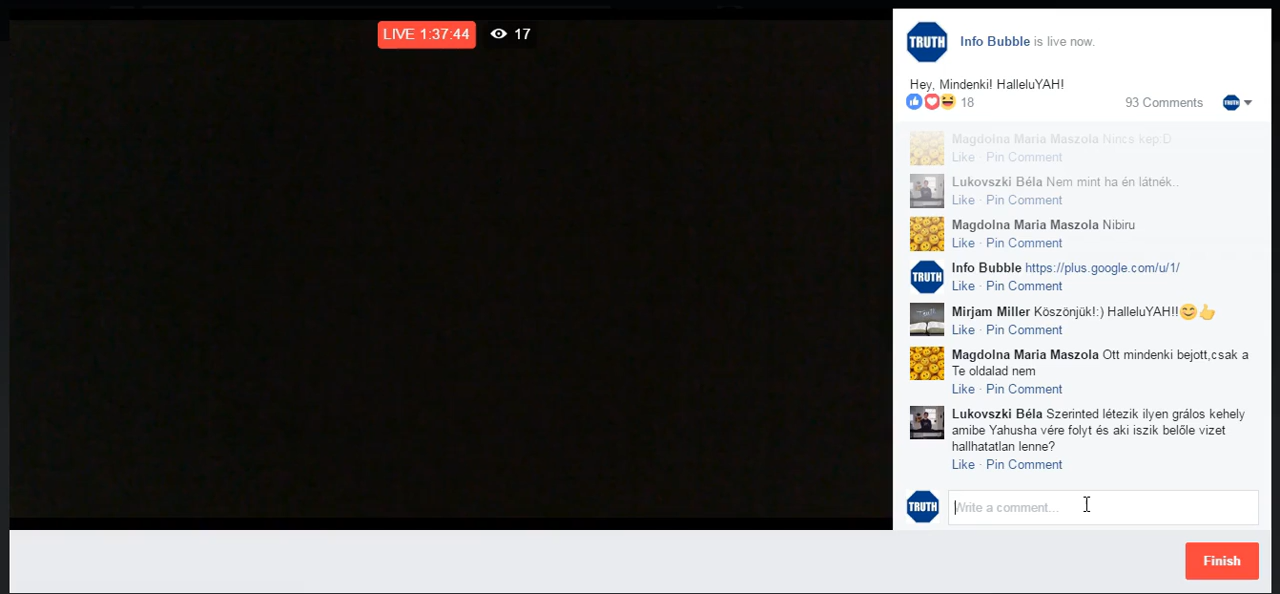 LIVE 1:37:44 17
TRUTH
Info Bubble is live now.
Hey, Mindenki! HalleluYAH!
18 93 Comments TRUTH
Magdolna Maria Maszola Nincs kep:D
Like · Pin Comment
Lukovszki Béla Nem mint ha én látnék..
Like · Pin Comment
Magdolna Maria Maszola Nibiru
Like · Pin Comment
TRUTH
Info Bubble https://plus.google.com/u/1/
Like · Pin Comment
Mirjam Miller Köszönjük!:) HalleluYAH!!😊👍
Like · Pin Comment
Magdolna Maria Maszola Ott mindenki bejott,csak a
Te oldalad nem
Like · Pin Comment
Lukovszki Béla Szerinted létezik ilyen grálos kehely
amibe Yahusha vére folyt és aki iszik belőle vizet
hallhatatlan lenne?
Like · Pin Comment
TRUTH
Write a comment...
Finish